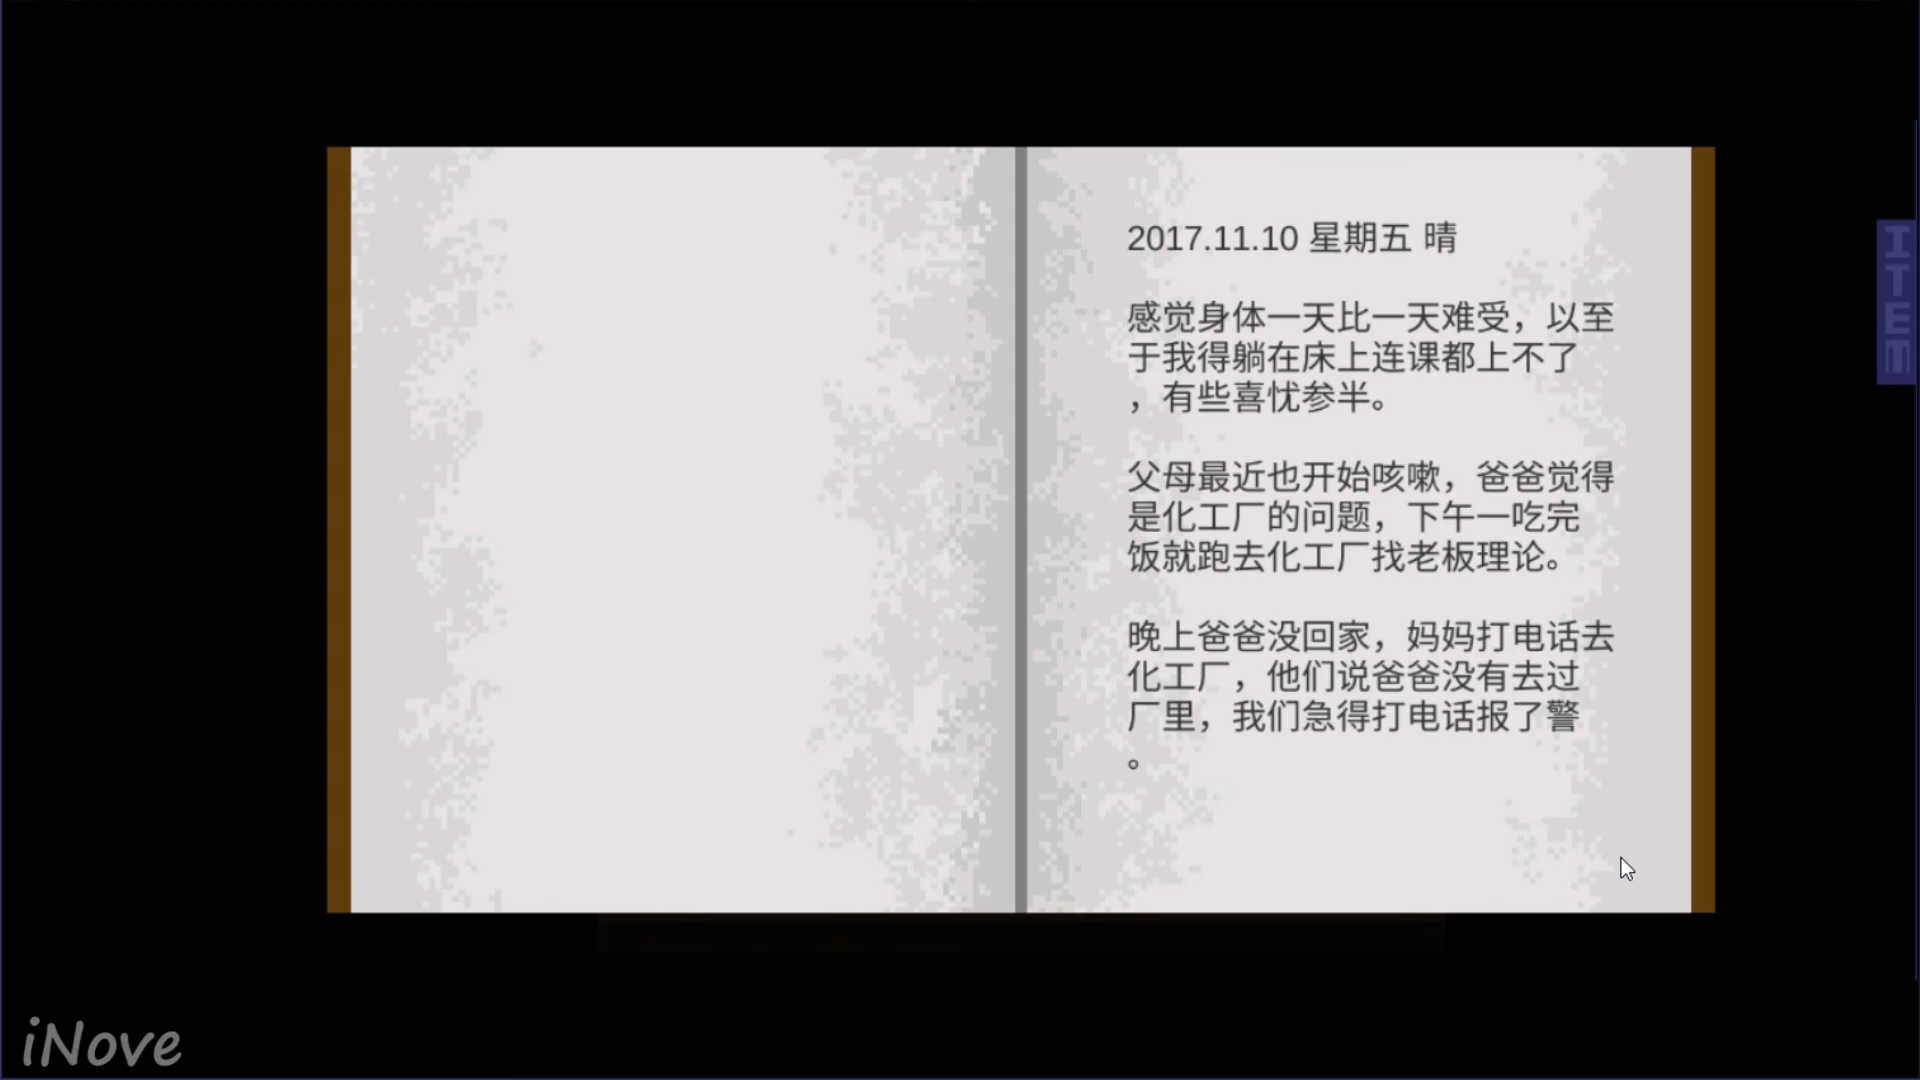 2017.11.10 星期五 晴
感觉身体一天比一天难受，以至
于我得躺在床上连课都上不了
，有些喜忧参半。
父母最近也开始咳嗽，爸爸觉得
是化工厂的问题，下午一吃完
饭就跑去化工厂找老板理论。
晚上爸爸没回家，妈妈打电话去
化工厂，他们说爸爸没有去过
厂里，我们急得打电话报了警
。
ITEM
iNove